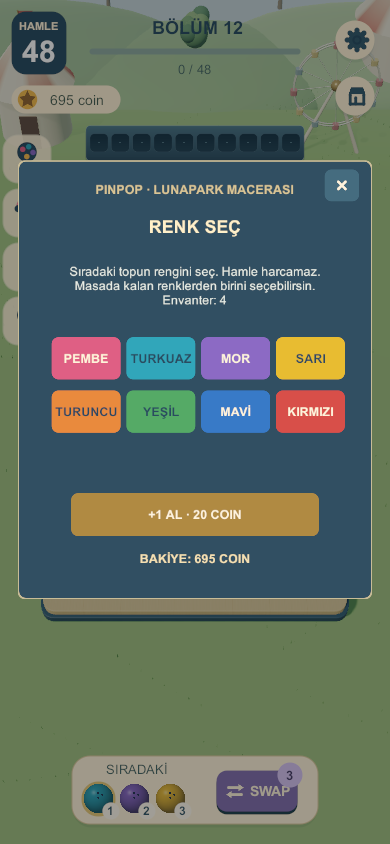 HAMLE
48
BÖLÜM 12
0 / 48
695 coin
PINPOP · LUNAPARK MACERASI
×
RENK SEÇ
Sıradaki topun rengini seç. Hamle harcamaz.
Masada kalan renklerden birini seçebilirsin.
Envanter: 4
PEMBE
TURKUAZ
MOR
SARI
TURUNCU
YEŞİL
MAVİ
KIRMIZI
+1 AL · 20 COIN
BAKİYE: 695 COIN
SIRADAKİ
1
2
3
SWAP
3